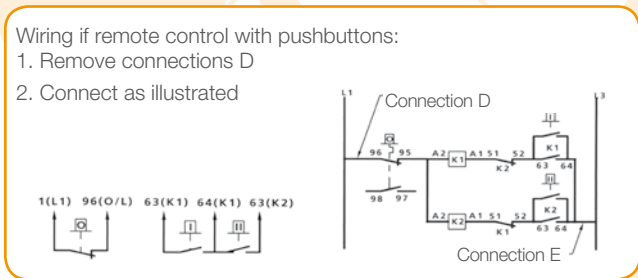 Wiring if remote control with pushbuttons:
1. Remove connections D
2. Connect as illustrated
L1
Connection D
L3
I
O
K1
96 95 A2 K1 A1 51 52 63 64
K2
II
98 97
K2
A2 K2 A1 51 52 63 64
K1
Connection E
1(L1) 96(O/L) 63(K1) 64(K1) 63(K2)
O I II